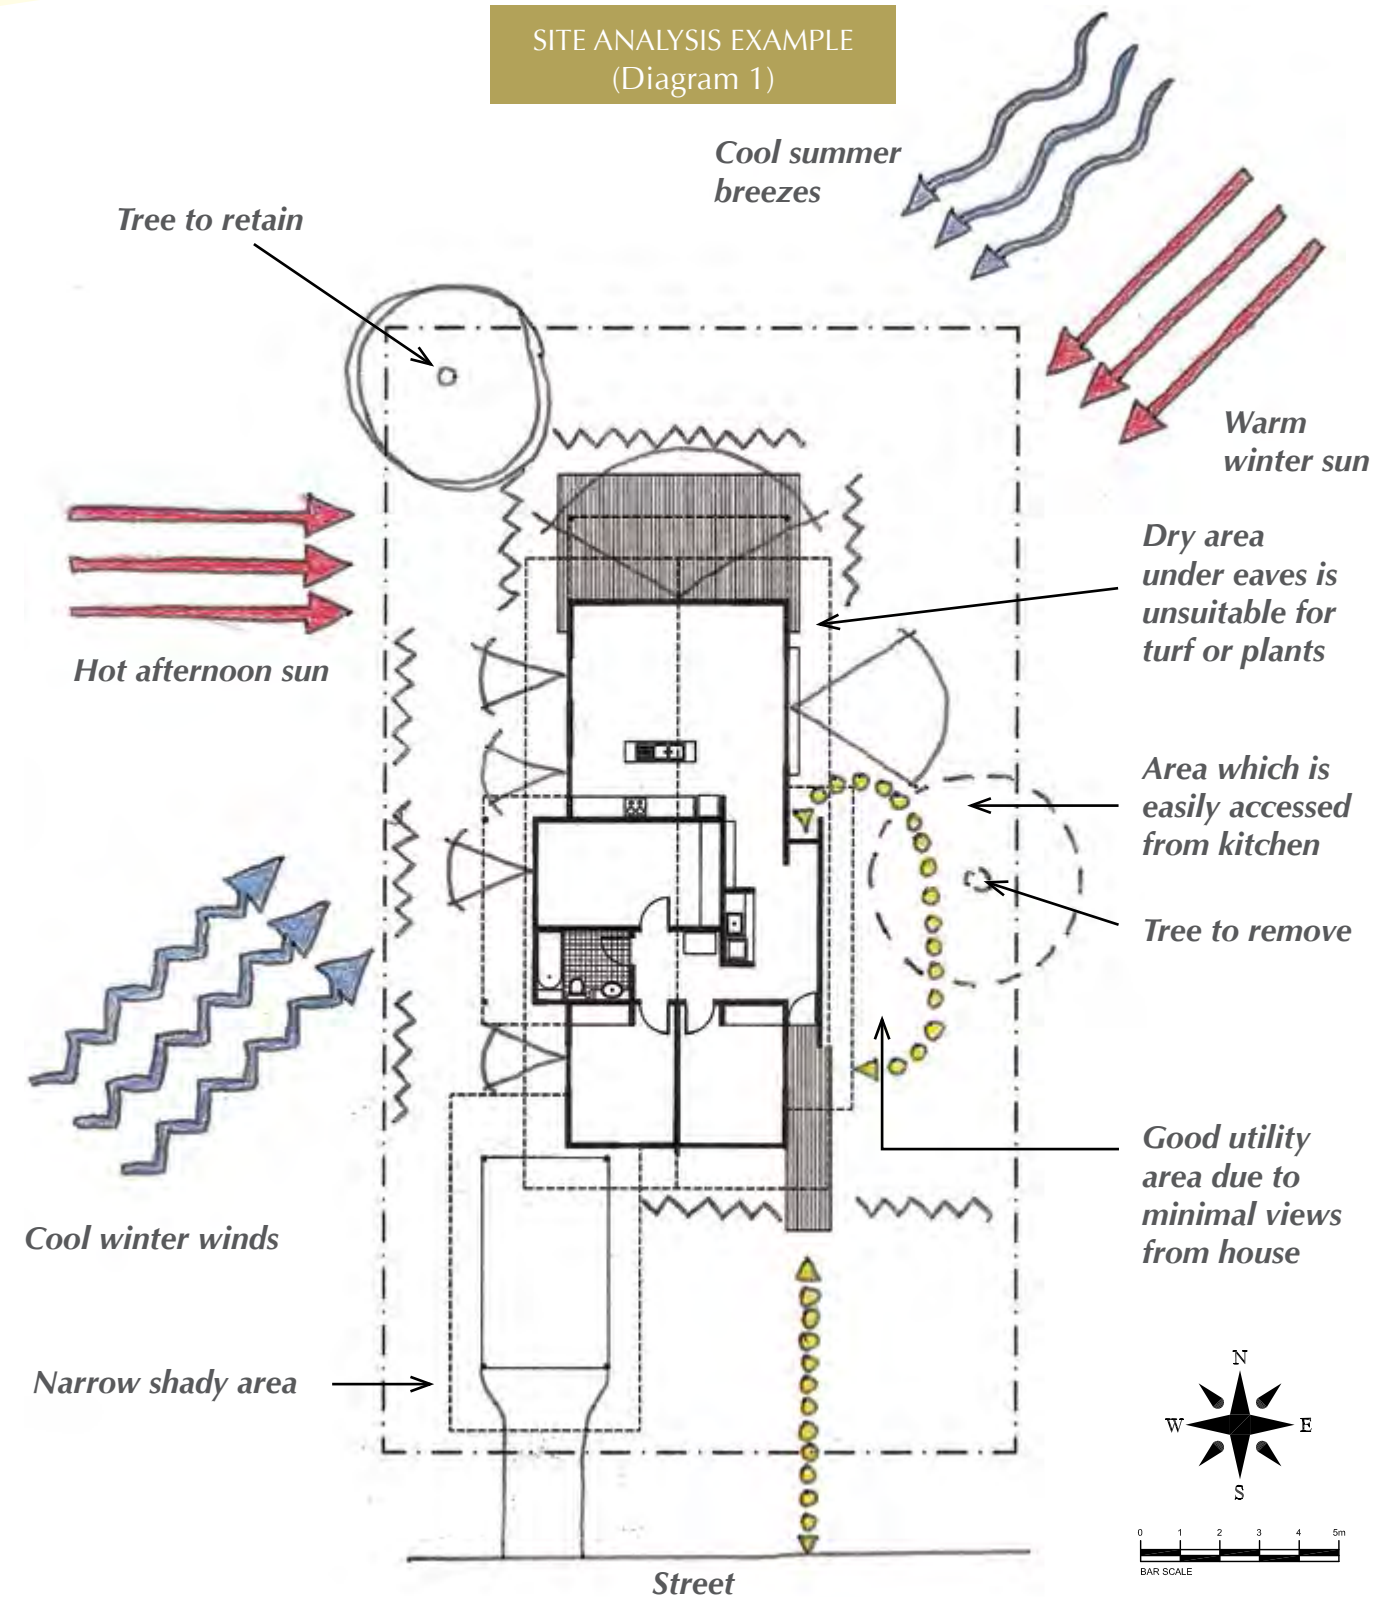 SITE ANALYSIS EXAMPLE
(Diagram 1)
Cool summer
breezes
Tree to retain
Warm
winter sun
Dry area
under eaves is
unsuitable for
turf or plants
Hot afternoon sun
Area which is
easily accessed
from kitchen
Tree to remove
Good utility
area due to
minimal views
from house
Cool winter winds
Narrow shady area
N
W E
S
0 1 2 3 4 5m
BAR SCALE
Street